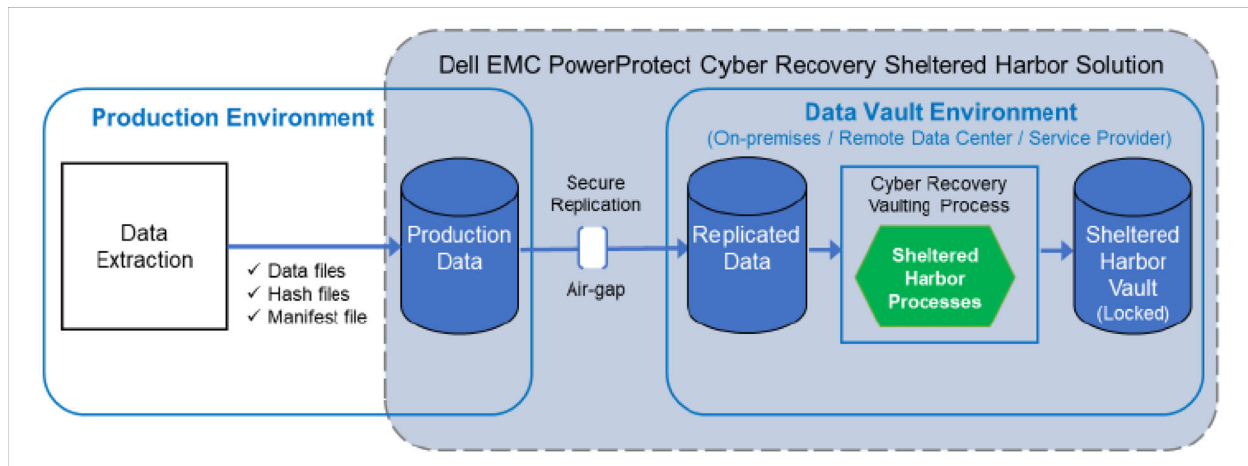 Dell EMC PowerProtect Cyber Recovery Sheltered Harbor Solution
Production Environment
Data
Extraction
✓ Data files
✓ Hash files
✓ Manifest file
Production
Data
Secure
Replication
Air-gap
Data Vault Environment
(On-premises / Remote Data Center / Service Provider)
Replicated
Data
Cyber Recovery
Vaulting Process
Sheltered
Harbor
Processes
Sheltered
Harbor
Vault
(Locked)